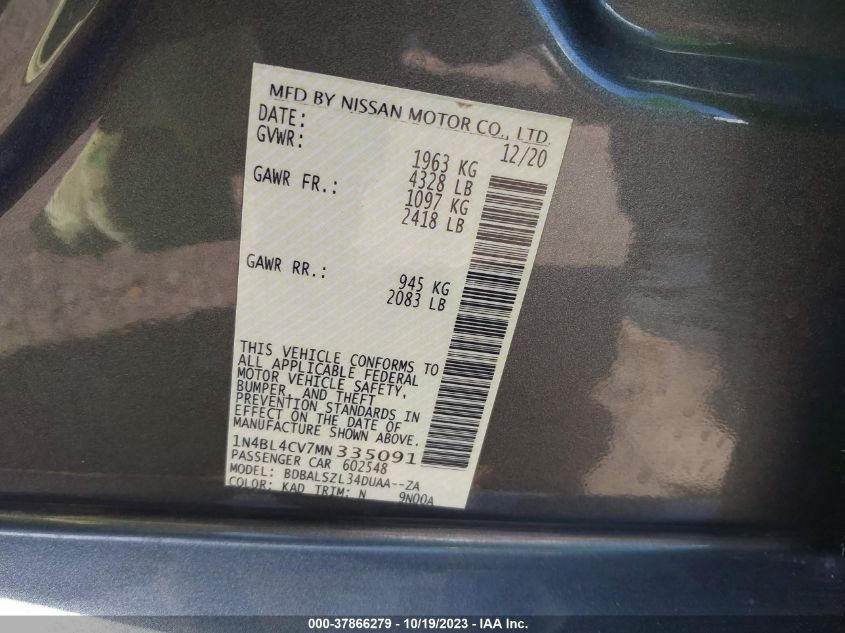 MFD BY NISSAN MOTOR CO., LTD.
DATE: 12/20
GVWR: 1963 KG
4328 LB
GAWR FR.: 1097 KG
2418 LB
GAWR RR.: 945 KG
2083 LB
THIS VEHICLE CONFORMS TO
ALL APPLICABLE FEDERAL
MOTOR VEHICLE SAFETY,
BUMPER, AND THEFT
PREVENTION STANDARDS IN
EFFECT ON THE DATE OF
MANUFACTURE SHOWN ABOVE.
1N4BL4CV7MN335091
PASSENGER CAR 602548
MODEL: BDBALSZL34DUAA--ZA
COLOR: KAD TRIM: N 9N00A
000-37866279 - 10/19/2023 - IAA Inc.